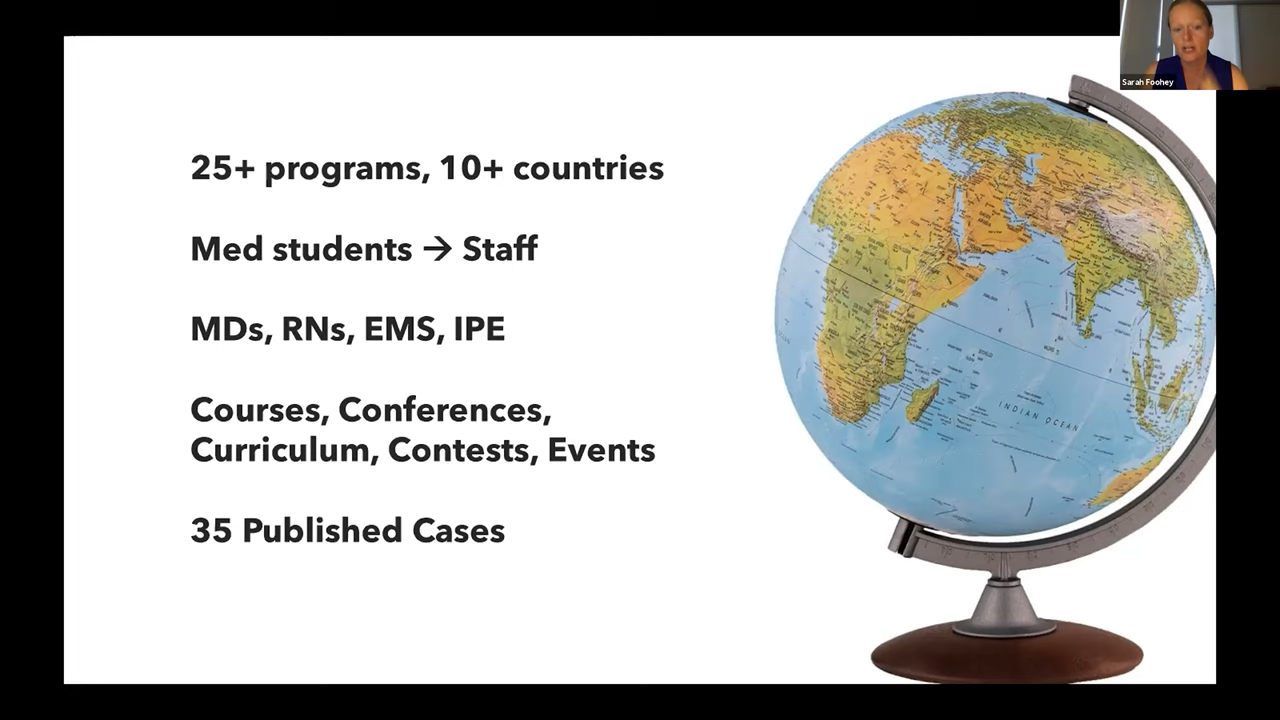 Sarah Foohey
25+ programs, 10+ countries
Med students → Staff
MDs, RNs, EMS, IPE
Courses, Conferences,
Curriculum, Contests, Events
35 Published Cases
INDIAN OCEAN